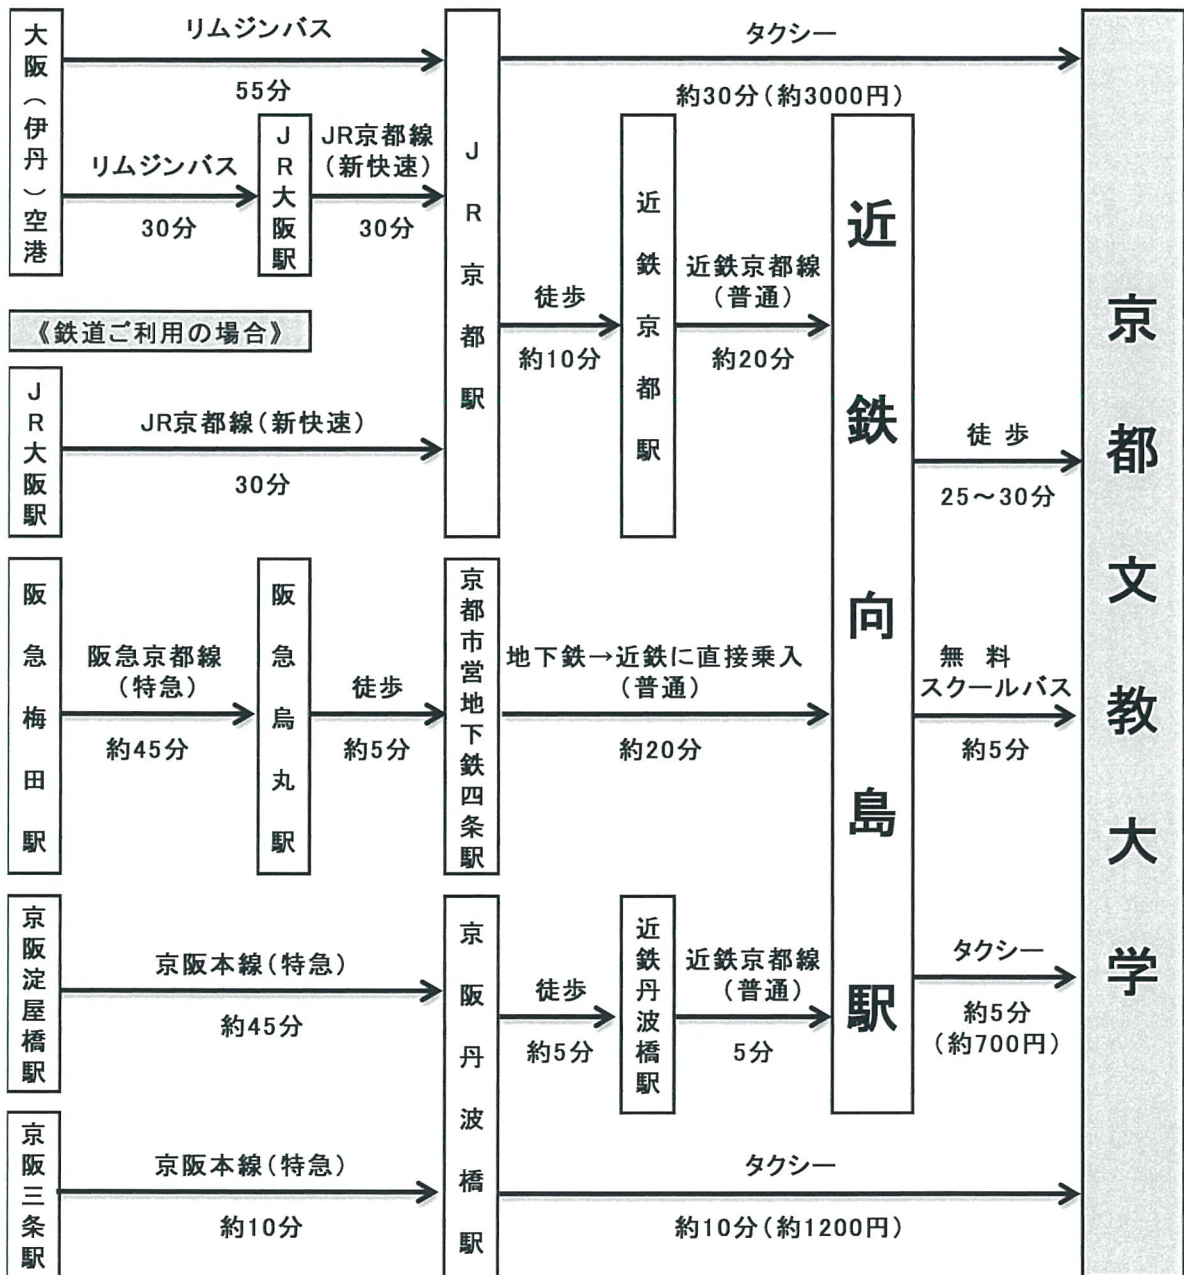 大阪（伊丹）空港
リムジンバス
55分
リムジンバス
30分
JR大阪駅
JR京都線
（新快速）
30分
JR京都駅
タクシー
約30分（約3000円）
徒歩
約10分
近鉄京都駅
近鉄京都線
（普通）
約20分
《鉄道ご利用の場合》
JR大阪駅
JR京都線（新快速）
30分
阪急梅田駅
阪急京都線
（特急）
約45分
阪急烏丸駅
徒歩
約5分
京都市営地下鉄四条駅
地下鉄→近鉄に直接乗入
（普通）
約20分
京阪淀屋橋駅
京阪本線（特急）
約45分
京阪三条駅
京阪本線（特急）
約10分
京阪丹波橋駅
徒歩
約5分
近鉄丹波橋駅
近鉄京都線
（普通）
5分
タクシー
約10分（約1200円）
近鉄向島駅
徒歩
25～30分
無料
スクールバス
約5分
タクシー
約5分
（約700円）
京都文教大学